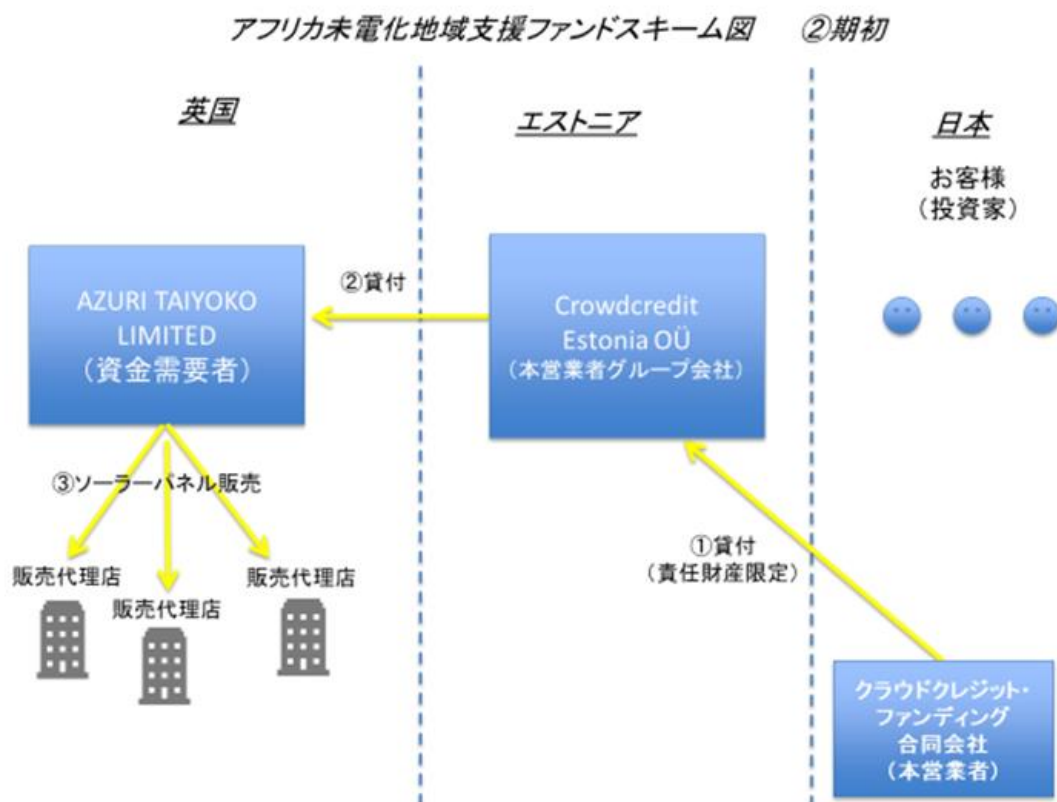 アフリカ未電化地域支援ファンドスキーム図　②期初
英国
エストニア
日本
お客様
（投資家）
AZURI TAIYOKO
LIMITED
（資金需要者）
②貸付
Crowdcredit
Estonia OÜ
（本営業者グループ会社）
③ソーラーパネル販売
販売代理店
販売代理店
販売代理店
①貸付
（責任財産限定）
クラウドクレジット・
ファンディング
合同会社
（本営業者）